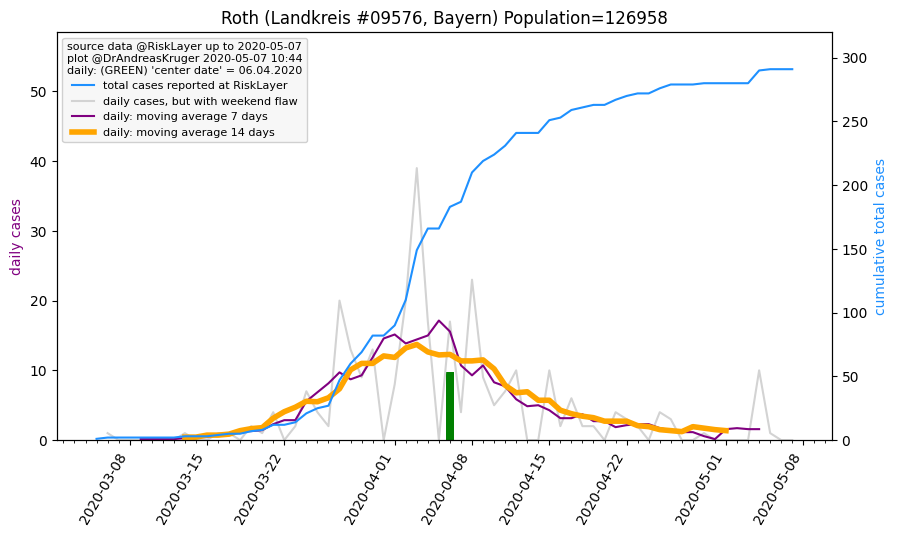 Roth (Landkreis #09576, Bayern) Population=126958
source data @RiskLayer up to 2020-05-07
plot @DrAndreasKruger 2020-05-07 10:44
daily: (GREEN) 'center date' = 06.04.2020
total cases reported at RiskLayer
daily cases, but with weekend flaw
daily: moving average 7 days
daily: moving average 14 days
daily cases
50
40
30
20
10
0
cumulative total cases
300
250
200
150
100
50
0
2020-03-08
2020-03-15
2020-03-22
2020-04-01
2020-04-08
2020-04-15
2020-04-22
2020-05-01
2020-05-08